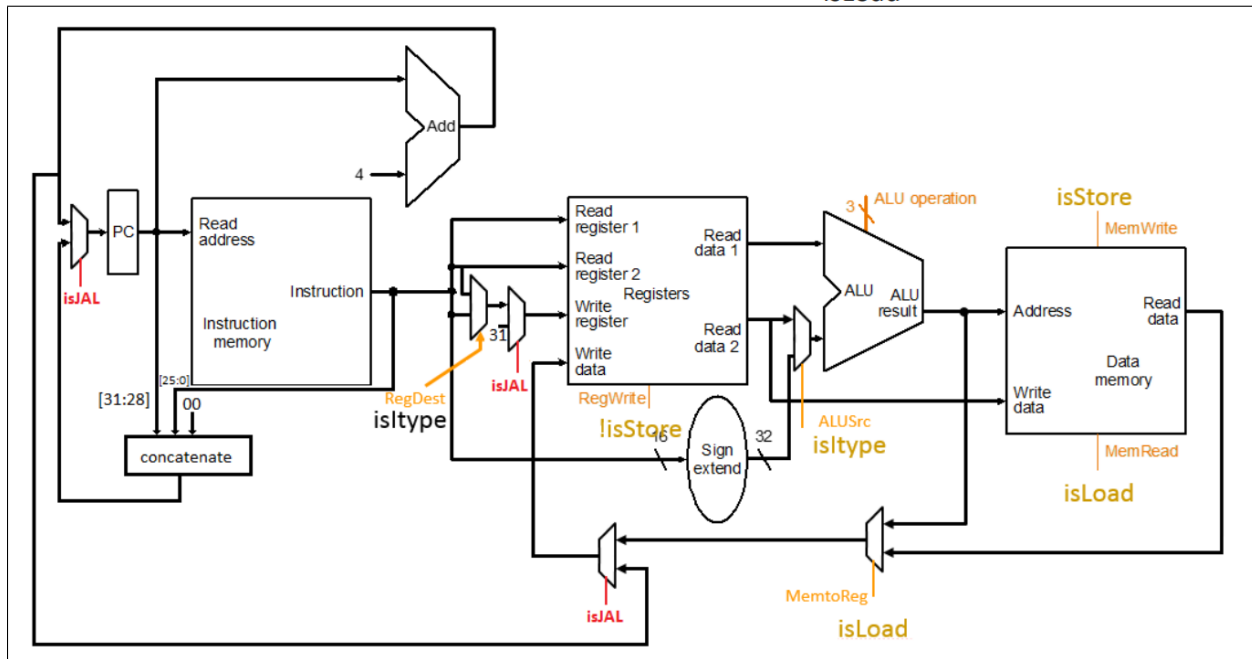 Add
4
PC
isJAL
Read
address
Instruction
Instruction
memory
[25:0]
[31:28]
00
concatenate
RegDest
isItype
31
isJAL
Read
register 1
Read
register 2
Write
register
Write
data
Registers
Read
data 1
Read
data 2
RegWrite
!isStore
16
Sign
extend
32
3
ALU operation
ALU
ALU
result
ALUSrc
isItype
isStore
MemWrite
Address
Read
data
Data
memory
Write
data
MemRead
isLoad
MemtoReg
isLoad
isJAL